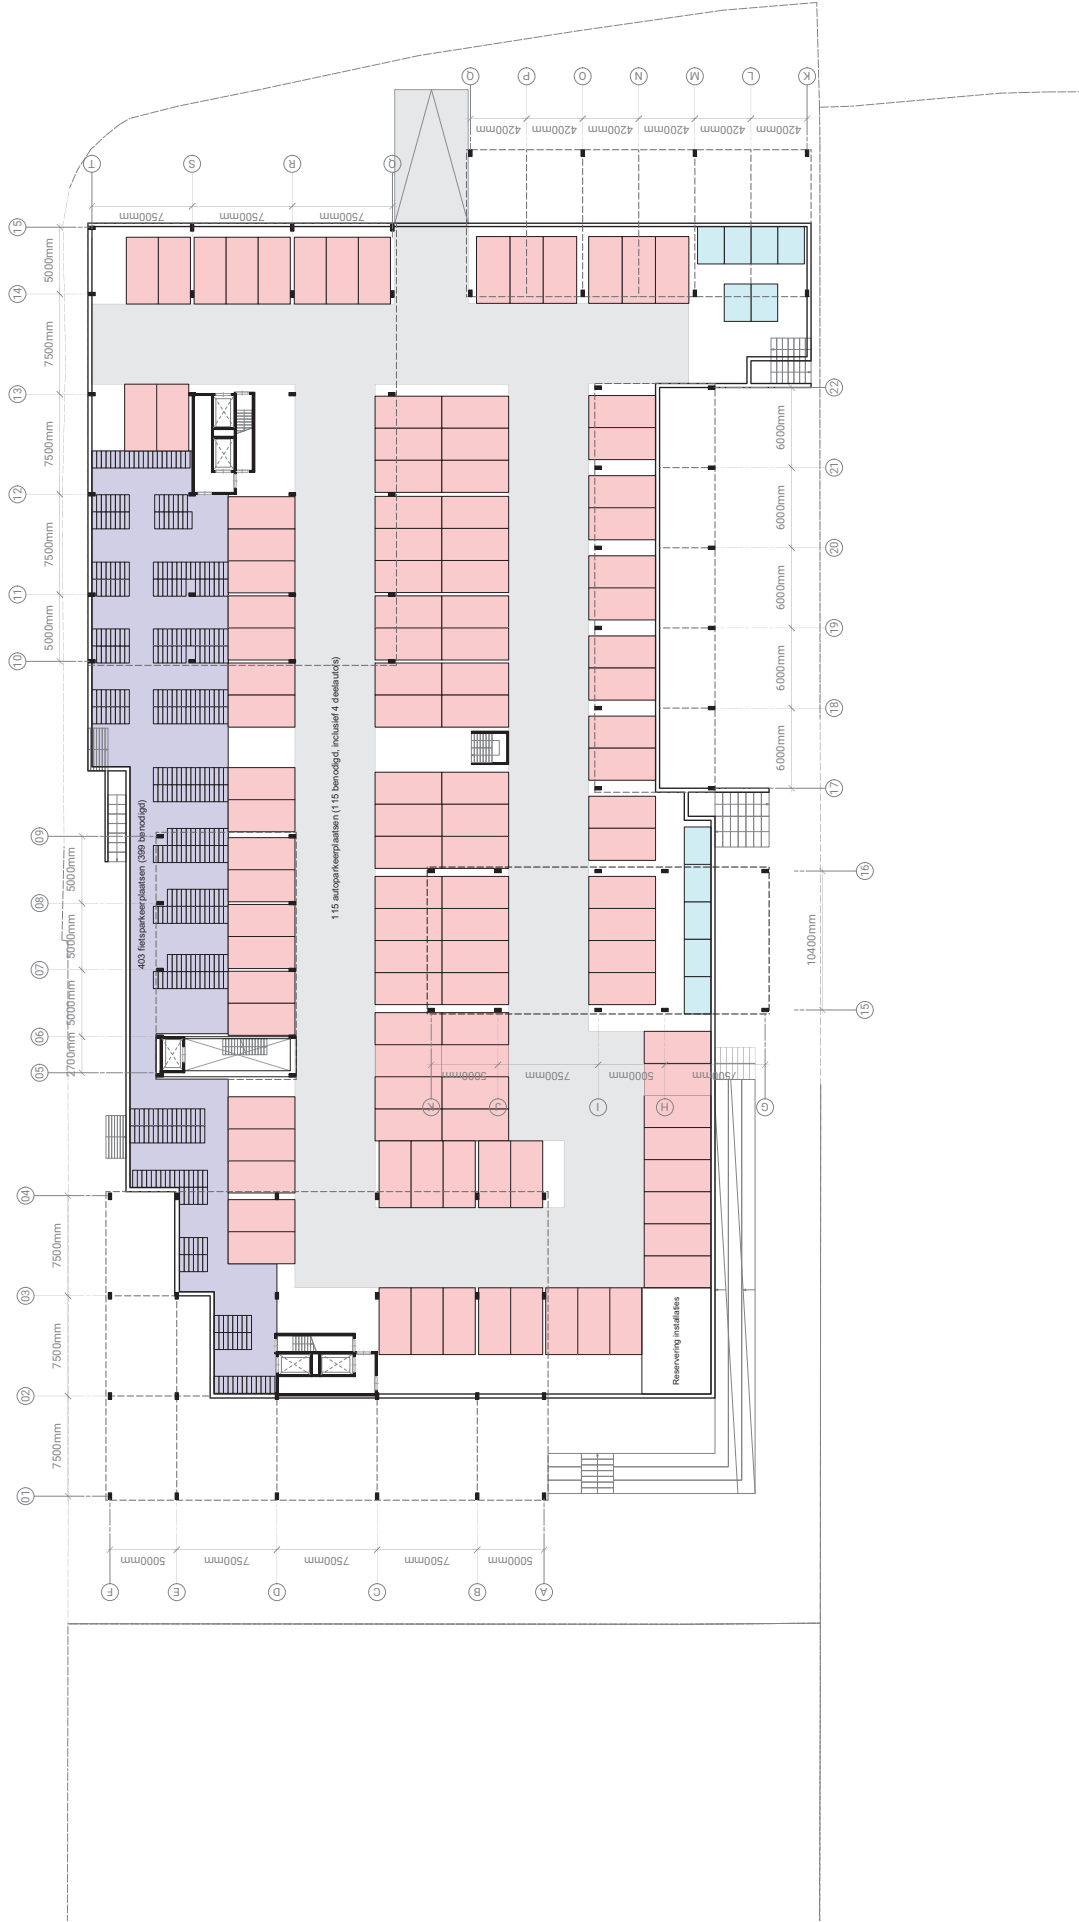 Q
P
O
N
M
L
K
4200mm
4200mm
4200mm
4200mm
4200mm
4200mm
T
S
R
Q
7500mm
7500mm
7500mm
15
14
13
12
11
10
5000mm
7500mm
7500mm
7500mm
5000mm
22
21
20
19
18
17
6000mm
6000mm
6000mm
6000mm
6000mm
115 autoparkeerplaatsen (115 benodigd, inclusief 4 deelauto's)
403 fietsparkeerplaatsen (399 benodigd)
09
08
07
06
05
5000mm
5000mm
5000mm
2700mm
16
15
10400mm
K
J
I
H
G
5000mm
7500mm
5000mm
7500mm
04
03
02
01
7500mm
7500mm
7500mm
Reservering installaties
5000mm
7500mm
7500mm
7500mm
5000mm
F
E
D
C
B
A